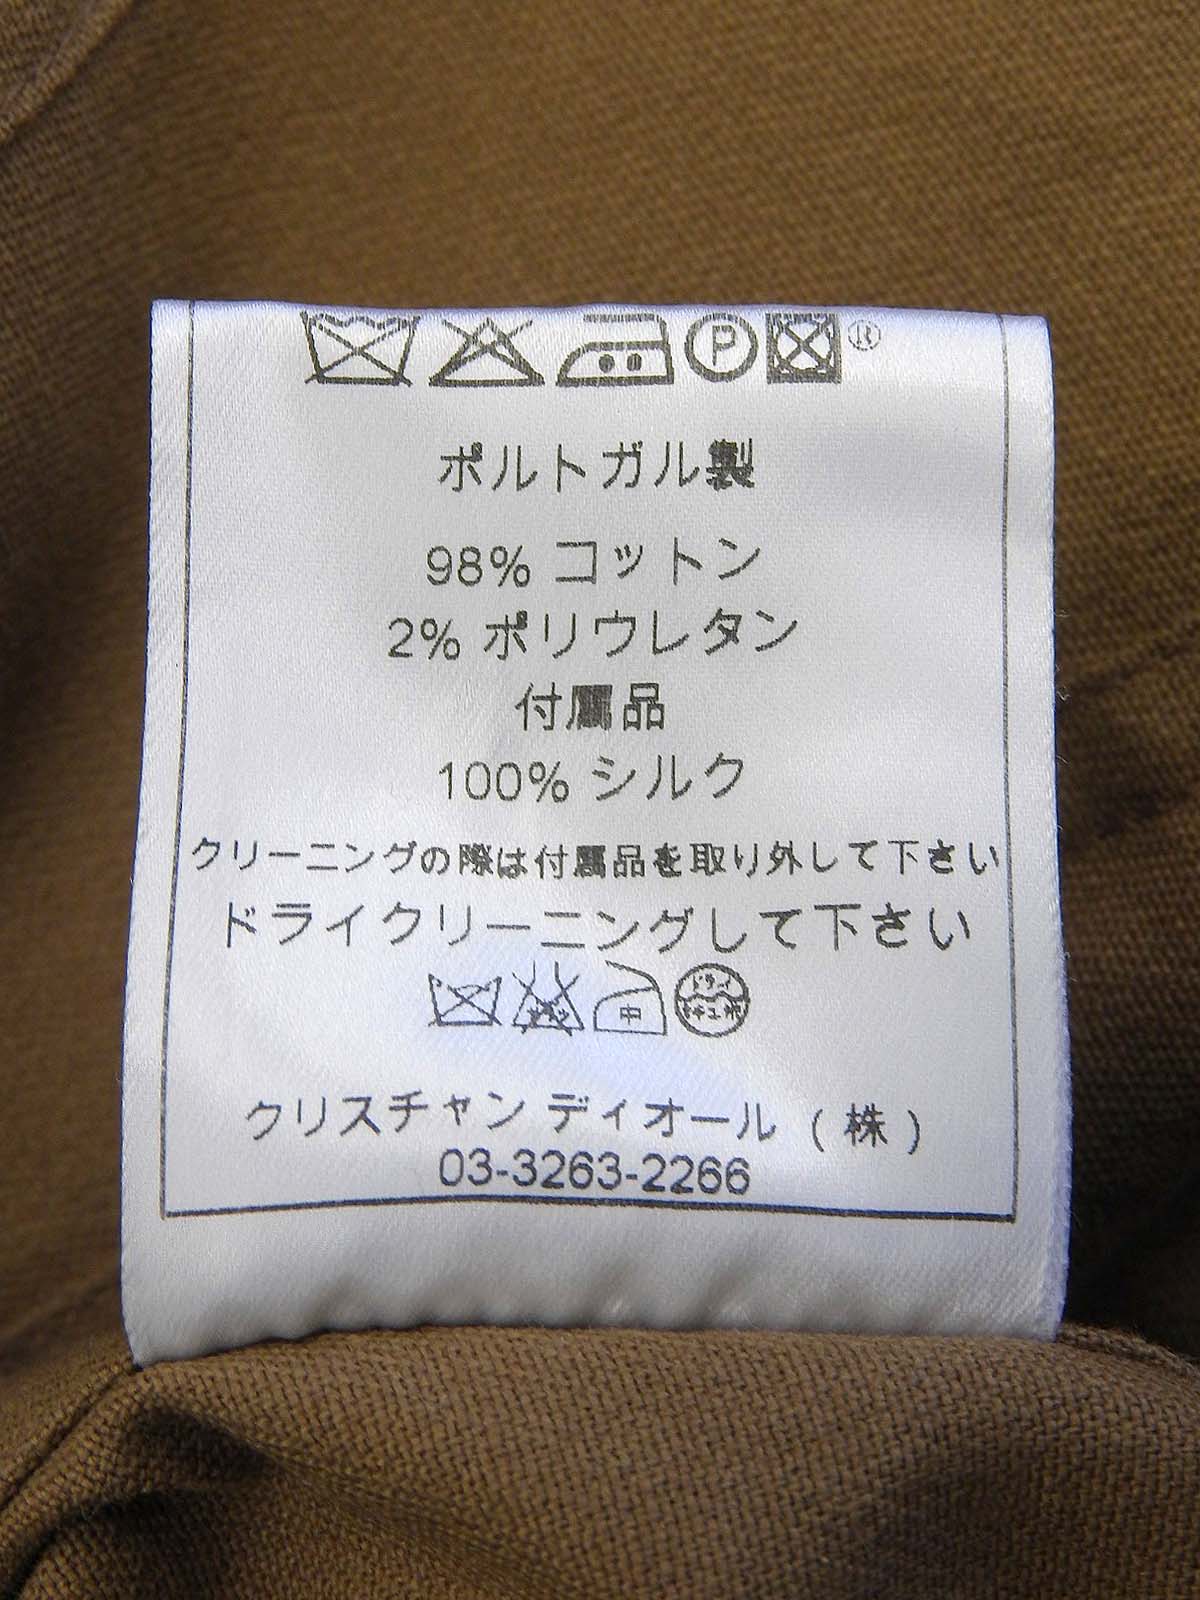 P ®
ポルトガル製
98% コットン
2% ポリウレタン
付属品
100% シルク
クリーニングの際は付属品を取り外して下さい
ドライクリーニングして下さい
中 ドライ
クリスチャン ディオール (株)
03-3263-2266